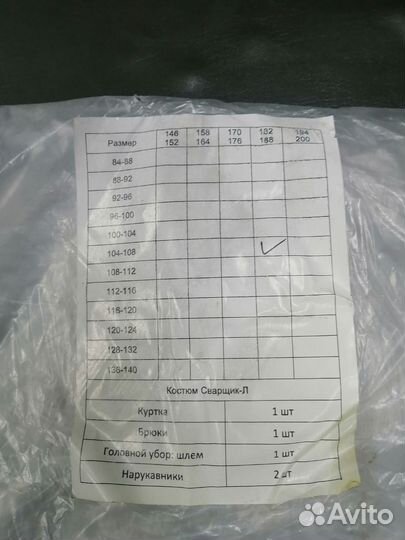 146 158 170 182 194
Размер 152 164 176 188 200
84-88
88-92
92-96
96-100
100-104
104-108
108-112
112-116
116-120
120-124
128-132
136-140
Костюм Сварщик-Л
Куртка 1 шт
Брюки 1 шт
Головной убор: шлем 1 шт
Нарукавники 2 шт
Avito